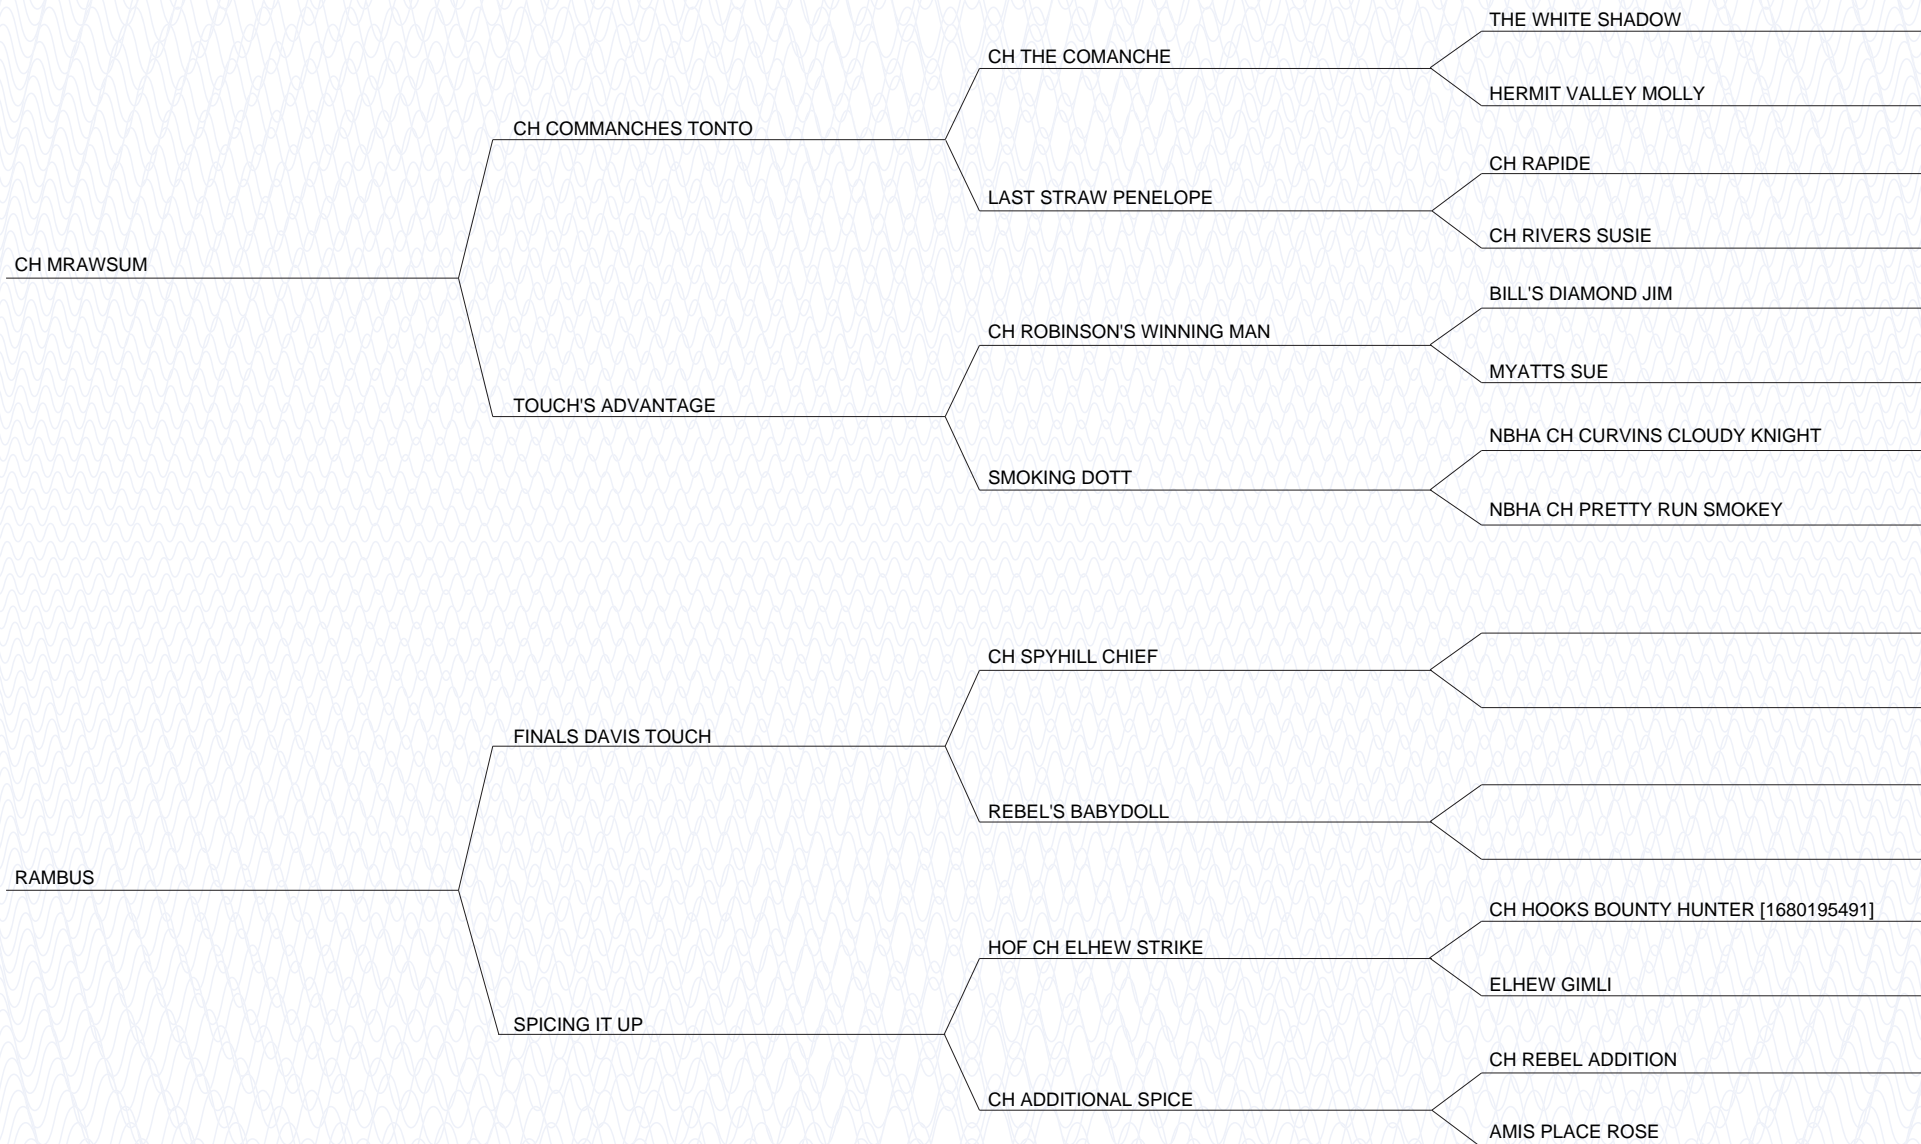 THE WHITE SHADOW
CH THE COMANCHE
HERMIT VALLEY MOLLY
CH COMMANCHES TONTO
CH RAPIDE
LAST STRAW PENELOPE
CH RIVERS SUSIE
CH MRAWSUM
BILL'S DIAMOND JIM
CH ROBINSON'S WINNING MAN
MYATTS SUE
TOUCH'S ADVANTAGE
NBHA CH CURVINS CLOUDY KNIGHT
SMOKING DOTT
NBHA CH PRETTY RUN SMOKEY
CH SPYHILL CHIEF
FINALS DAVIS TOUCH
REBEL'S BABYDOLL
RAMBUS
CH HOOKS BOUNTY HUNTER [1680195491]
HOF CH ELHEW STRIKE
ELHEW GIMLI
SPICING IT UP
CH REBEL ADDITION
CH ADDITIONAL SPICE
AMIS PLACE ROSE